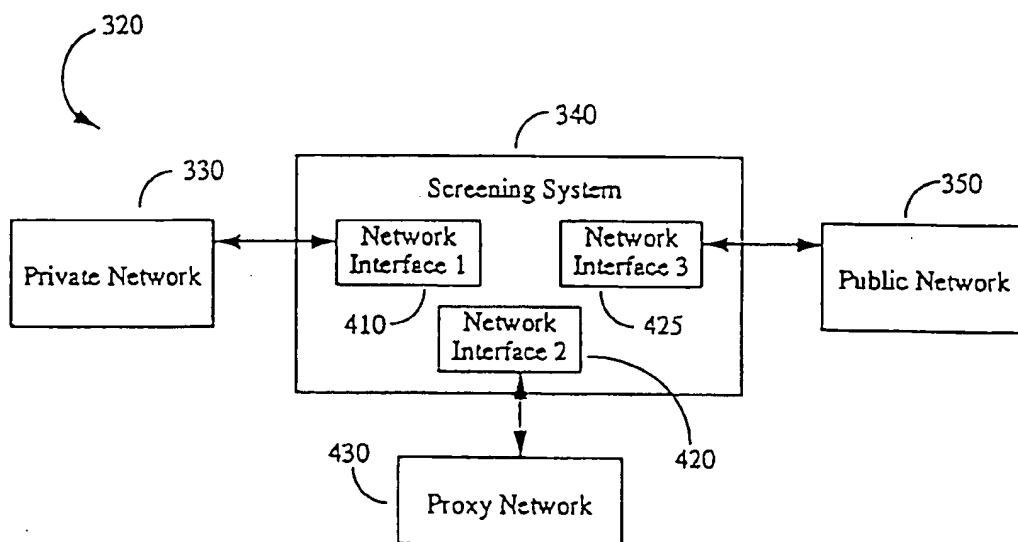 320
340
330
350
Screening System
Private Network
Network
Interface 1
Network
Interface 3
Public Network
410
425
Network
Interface 2
420
430
Proxy Network